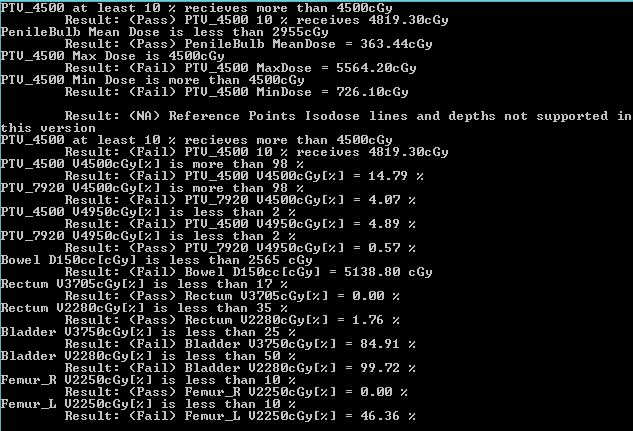 PTV_4500 at least 10 % recieves more than 4500cGy
Result: (Pass) PTV_4500 10 % receives 4819.30cGy
PenileBulb Mean Dose is less than 2955cGy
Result: (Pass) PenileBulb MeanDose = 363.44cGy
PTV_4500 Max Dose is 4500cGy
Result: (Fail) PTV_4500 MaxDose = 5564.20cGy
PTV_4500 Min Dose is more than 4500cGy
Result: (Fail) PTV_4500 MinDose = 726.10cGy
Result: (NA) Reference Points Isodose lines and depths not supported in
this version
PTV_4500 at least 10 % recieves more than 4500cGy
Result: (Fail) PTV_4500 10 % receives 4819.30cGy
PTV_4500 V4500cGy[%] is more than 98 %
Result: (Fail) PTV_4500 V4500cGy[%] = 14.79 %
PTV_7920 V4500cGy[%] is more than 98 %
Result: (Fail) PTV_7920 V4500cGy[%] = 4.07 %
PTV_4500 V4950cGy[%] is less than 2 %
Result: (Fail) PTV_4500 V4950cGy[%] = 4.89 %
PTV_7920 V4950cGy[%] is less than 2 %
Result: (Pass) PTV_7920 V4950cGy[%] = 0.57 %
Bowel D150cc[cGy] is less than 2565 cGy
Result: (Fail) Bowel D150cc[cGy] = 5138.80 cGy
Rectum V3705cGy[%] is less than 17 %
Result: (Pass) Rectum V3705cGy[%] = 0.00 %
Rectum V2280cGy[%] is less than 35 %
Result: (Pass) Rectum V2280cGy[%] = 1.76 %
Bladder V3750cGy[%] is less than 25 %
Result: (Fail) Bladder V3750cGy[%] = 84.91 %
Bladder V2280cGy[%] is less than 50 %
Result: (Fail) Bladder V2280cGy[%] = 99.72 %
Femur_R V2250cGy[%] is less than 10 %
Result: (Pass) Femur_R V2250cGy[%] = 0.00 %
Femur_L V2250cGy[%] is less than 10 %
Result: (Fail) Femur_L V2250cGy[%] = 46.36 %